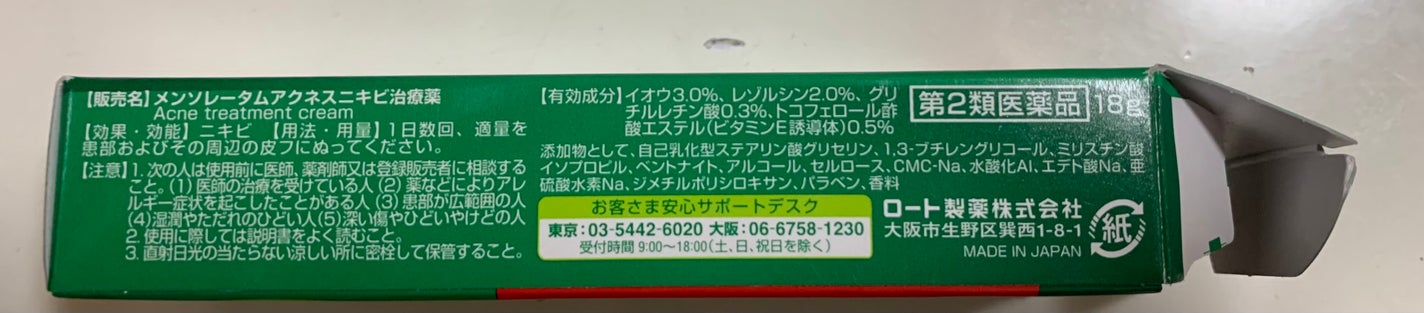 【販売名】メンソレータムアクネスニキビ治療薬
Acne treatment cream
【効果・効能】ニキビ 【用法・用量】1日数回、適量を
患部およびその周辺の皮フにぬってください。
【注意】1. 次の人は使用前に医師、薬剤師又は登録販売者に相談する
こと。(1) 医師の治療を受けている人 (2) 薬などによりアレ
ルギー症状を起こしたことがある人 (3) 患部が広範囲の人
(4)湿潤やただれのひどい人(5)深い傷やひどいやけどの人
2. 使用に際しては説明書をよく読むこと。
3. 直射日光の当たらない涼しい所に密栓して保管すること。
【有効成分】イオウ3.0%、レゾルシン2.0%、グリ
チルレチン酸0.3%、トコフェロール酢
酸エステル(ビタミンE誘導体)0.5%
第2類医薬品 18g
添加物として、自己乳化型ステアリン酸グリセリン、1,3-ブチレングリコール、ミリスチン酸
イソプロピル、ベントナイト、アルコール、セルロース、CMC-Na、水酸化Al、エデト酸Na、亜
硫酸水素Na、ジメチルポリシロキサン、パラベン、香料
お客さま安心サポートデスク
東京:03-5442-6020 大阪:06-6758-1230
受付時間 9:00~18:00(土、日、祝日を除く)
ロート製薬株式会社
大阪市生野区巽西1-8-1
MADE IN JAPAN
紙